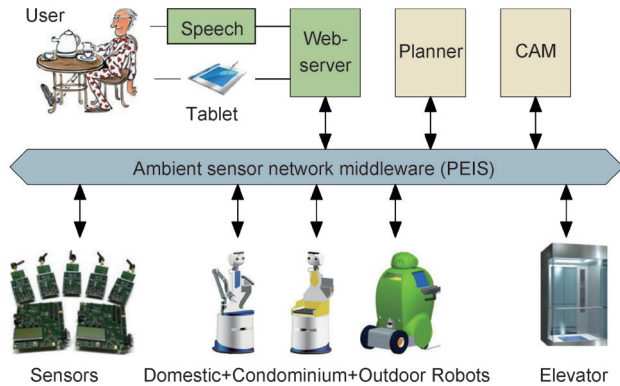 User
Speech
Tablet
Web-
server
Planner
CAM
Ambient sensor network middleware (PEIS)
Sensors
Domestic+Condominium+Outdoor Robots
Elevator